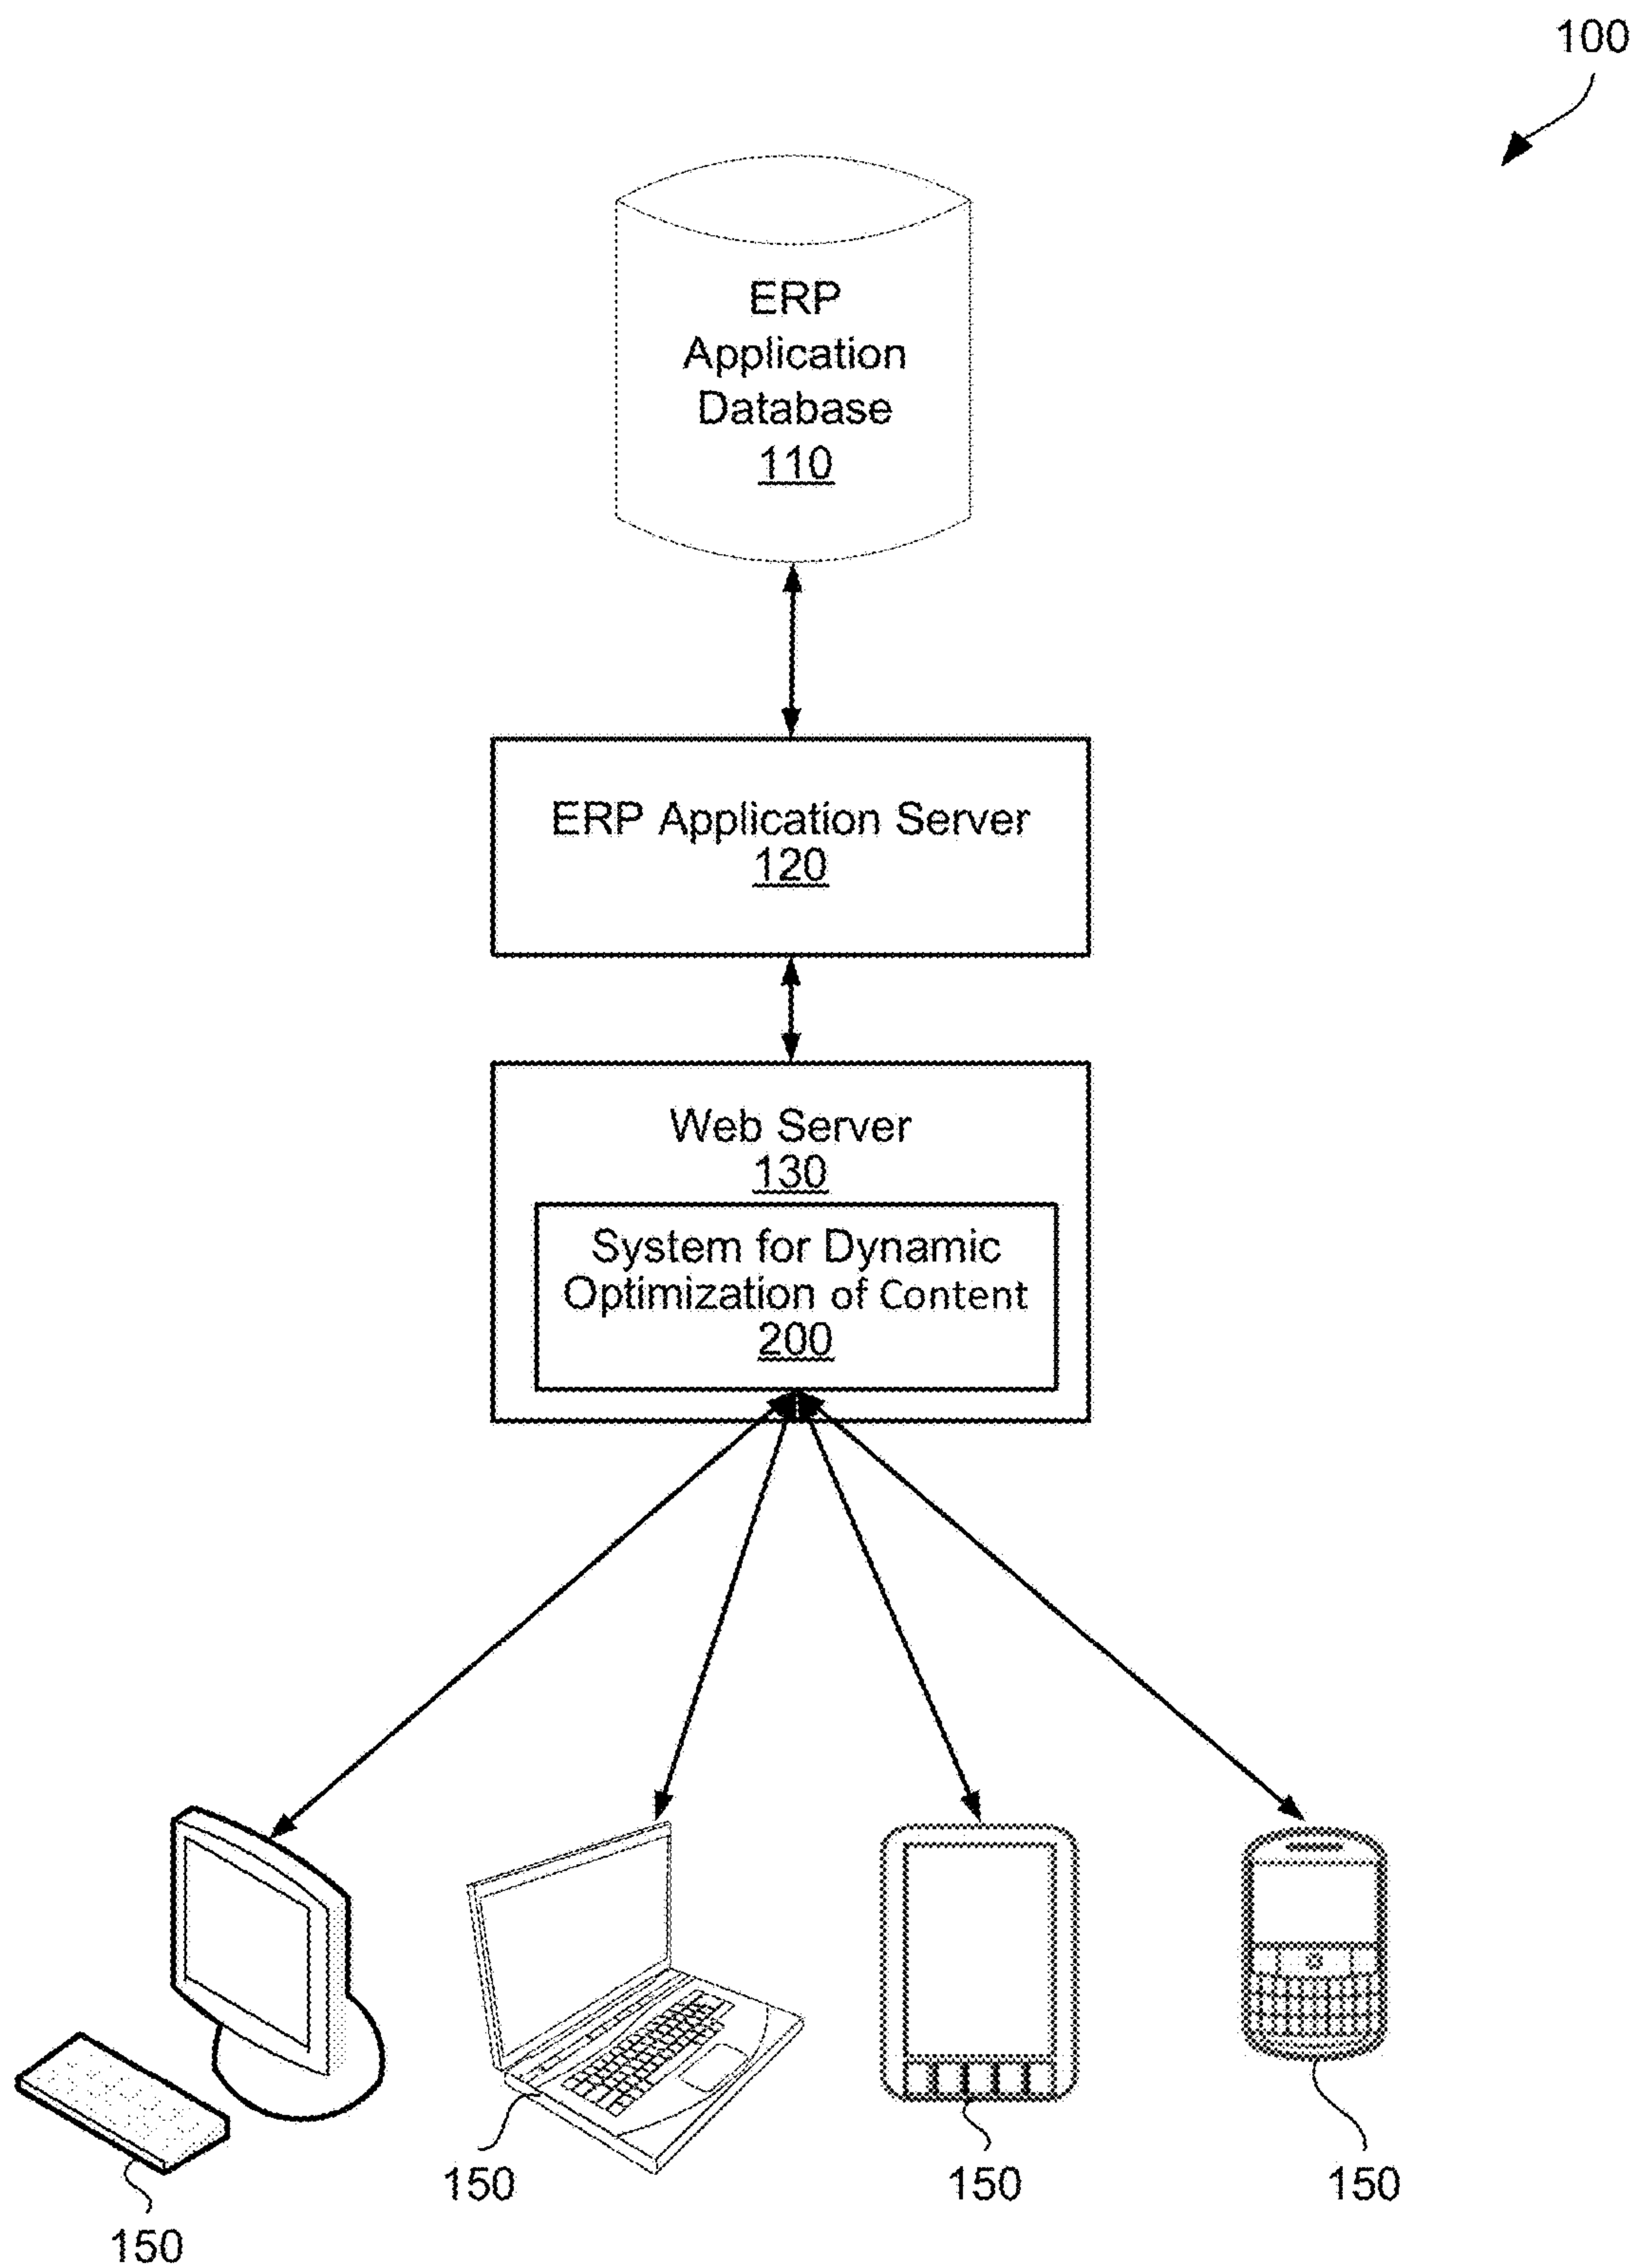 100
ERP
Application
Database
110
ERP Application Server
120
Web Server
130
System for Dynamic
Optimization of Content
200
150
150
150
150